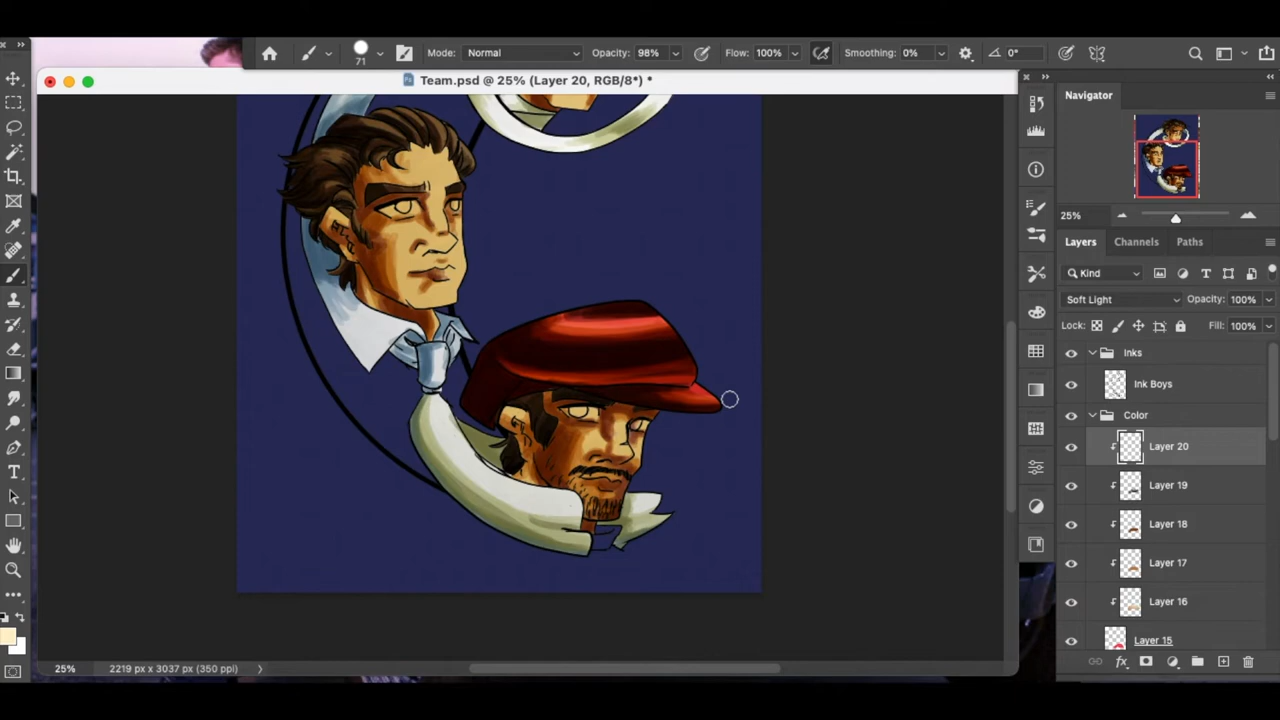 Mode: Normal Opacity: 98% Flow: 100% Smoothing: 0% 0°
71
Team.psd @ 25% (Layer 20, RGB/8*) *
Navigator
25%
Layers Channels Paths
Kind
Soft Light Opacity: 100%
Lock: Fill: 100%
Inks
Ink Boys
Color
Layer 20
Layer 19
Layer 18
Layer 17
Layer 16
Layer 15
fx
25% 2219 px x 3037 px (350 ppi)